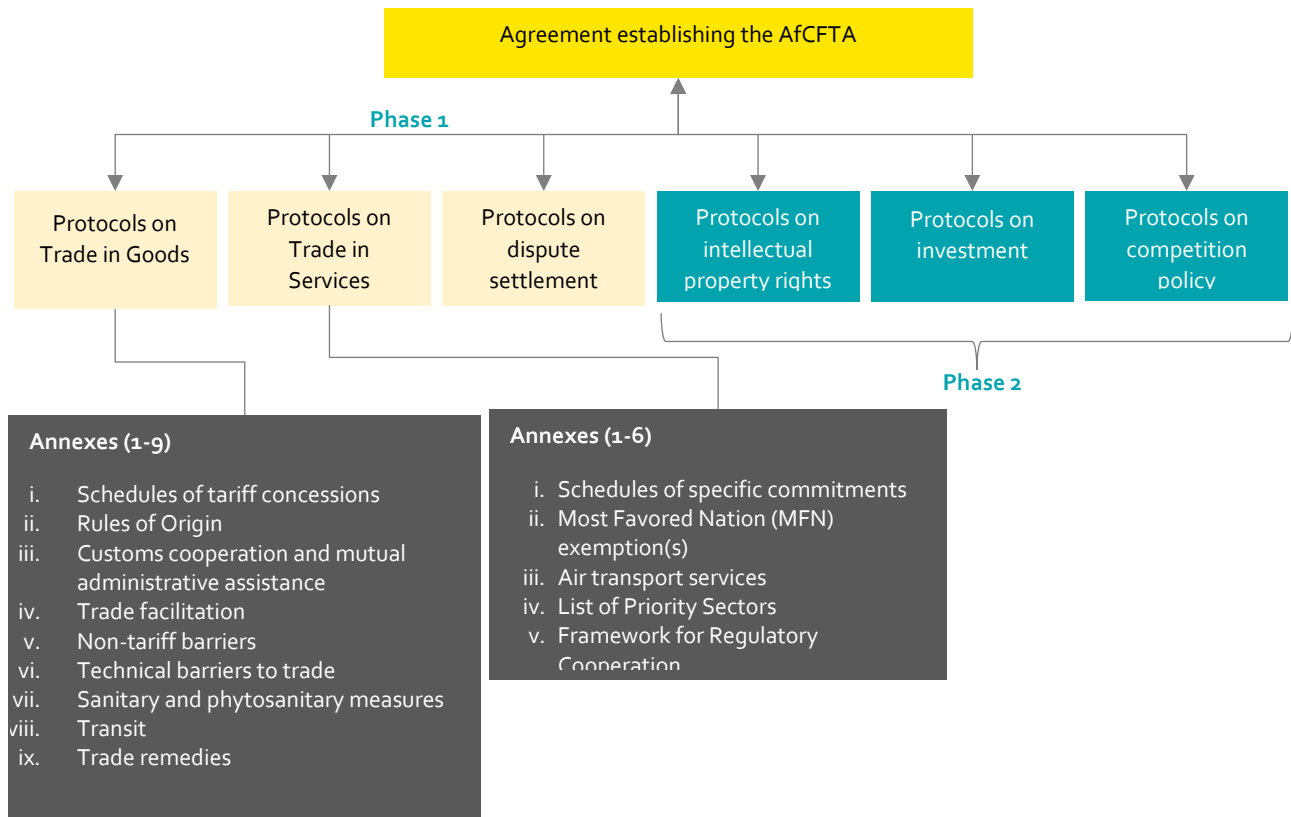 Agreement establishing the AfCFTA
Phase 1
Protocols on
Trade in Goods
Protocols on
Trade in
Services
Protocols on
dispute
settlement
Protocols on
intellectual
property rights
Protocols on
investment
Protocols on
competition
policy
Phase 2
Annexes (1-9)
i. Schedules of tariff concessions
ii. Rules of Origin
iii. Customs cooperation and mutual
administrative assistance
iv. Trade facilitation
v. Non-tariff barriers
vi. Technical barriers to trade
vii. Sanitary and phytosanitary measures
viii. Transit
ix. Trade remedies
Annexes (1-6)
i. Schedules of specific commitments
ii. Most Favored Nation (MFN)
exemption(s)
iii. Air transport services
iv. List of Priority Sectors
v. Framework for Regulatory
Cooperation